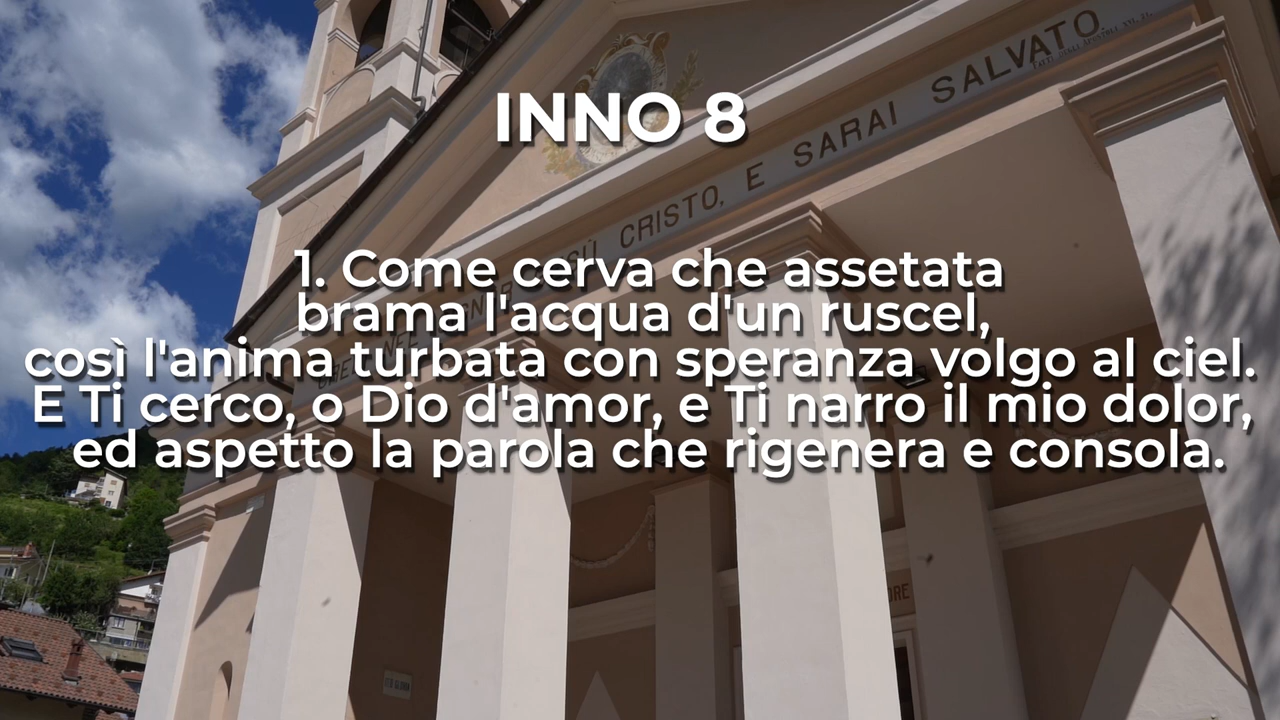 INNO 8
SÙ CRISTO, E SARAI SALVATO
1. Come cerva che assetata
brama l'acqua d'un ruscel,
così l'anima turbata con speranza volgo al ciel.
E Ti cerco, o Dio d'amor, e Ti narro il mio dolor,
ed aspetto la parola che rigenera e consola.